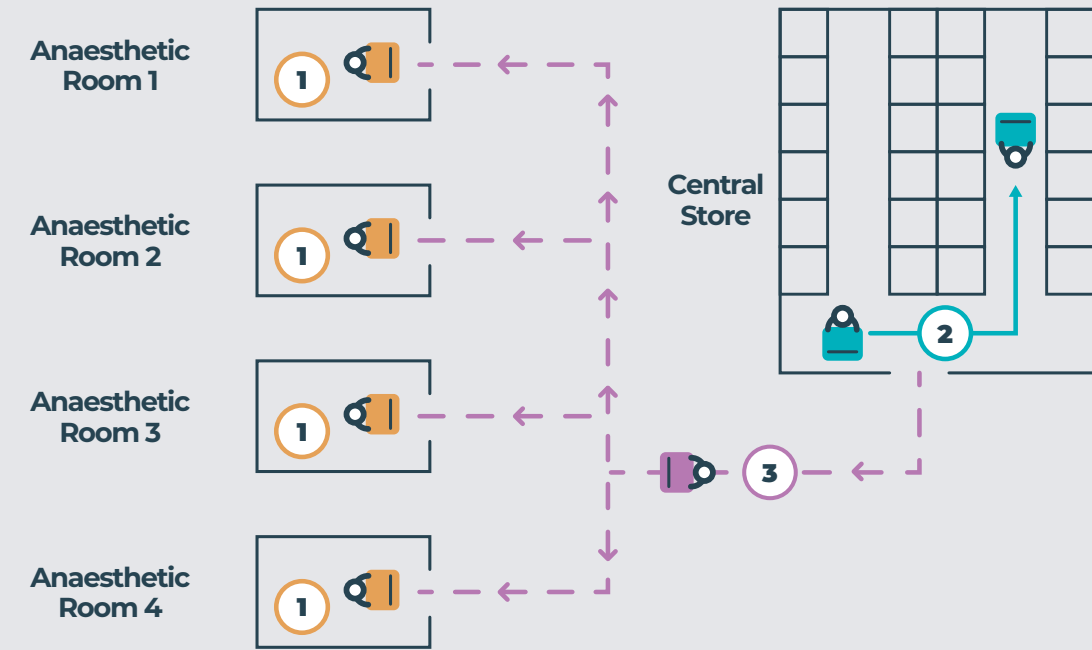 Anaesthetic
Room 1
1
Anaesthetic
Room 2
1
Central
Store
2
Anaesthetic
Room 3
1
3
Anaesthetic
Room 4
1